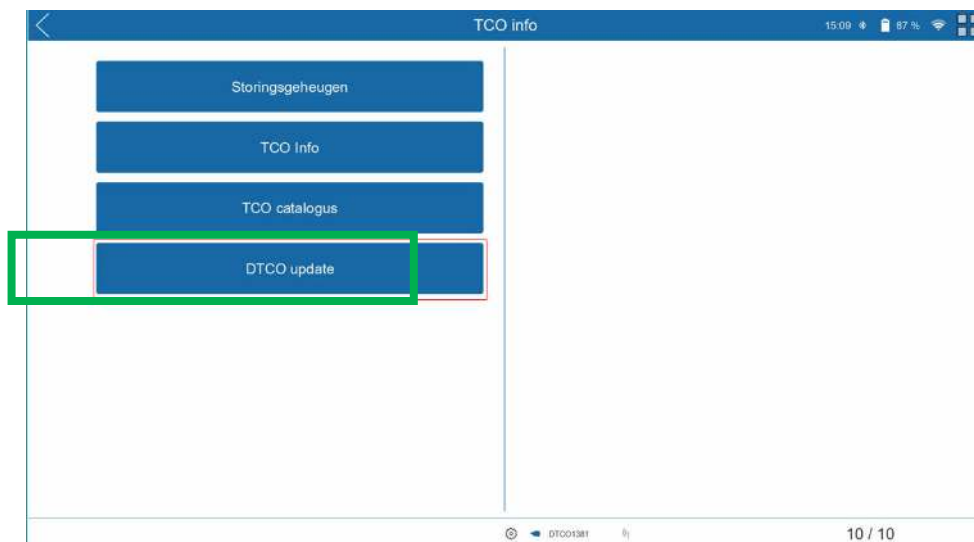 TCO info
15:09
87 %
Storingsgeheugen
TCO Info
TCO catalogus
DTCO update
DTCO1381
10 / 10